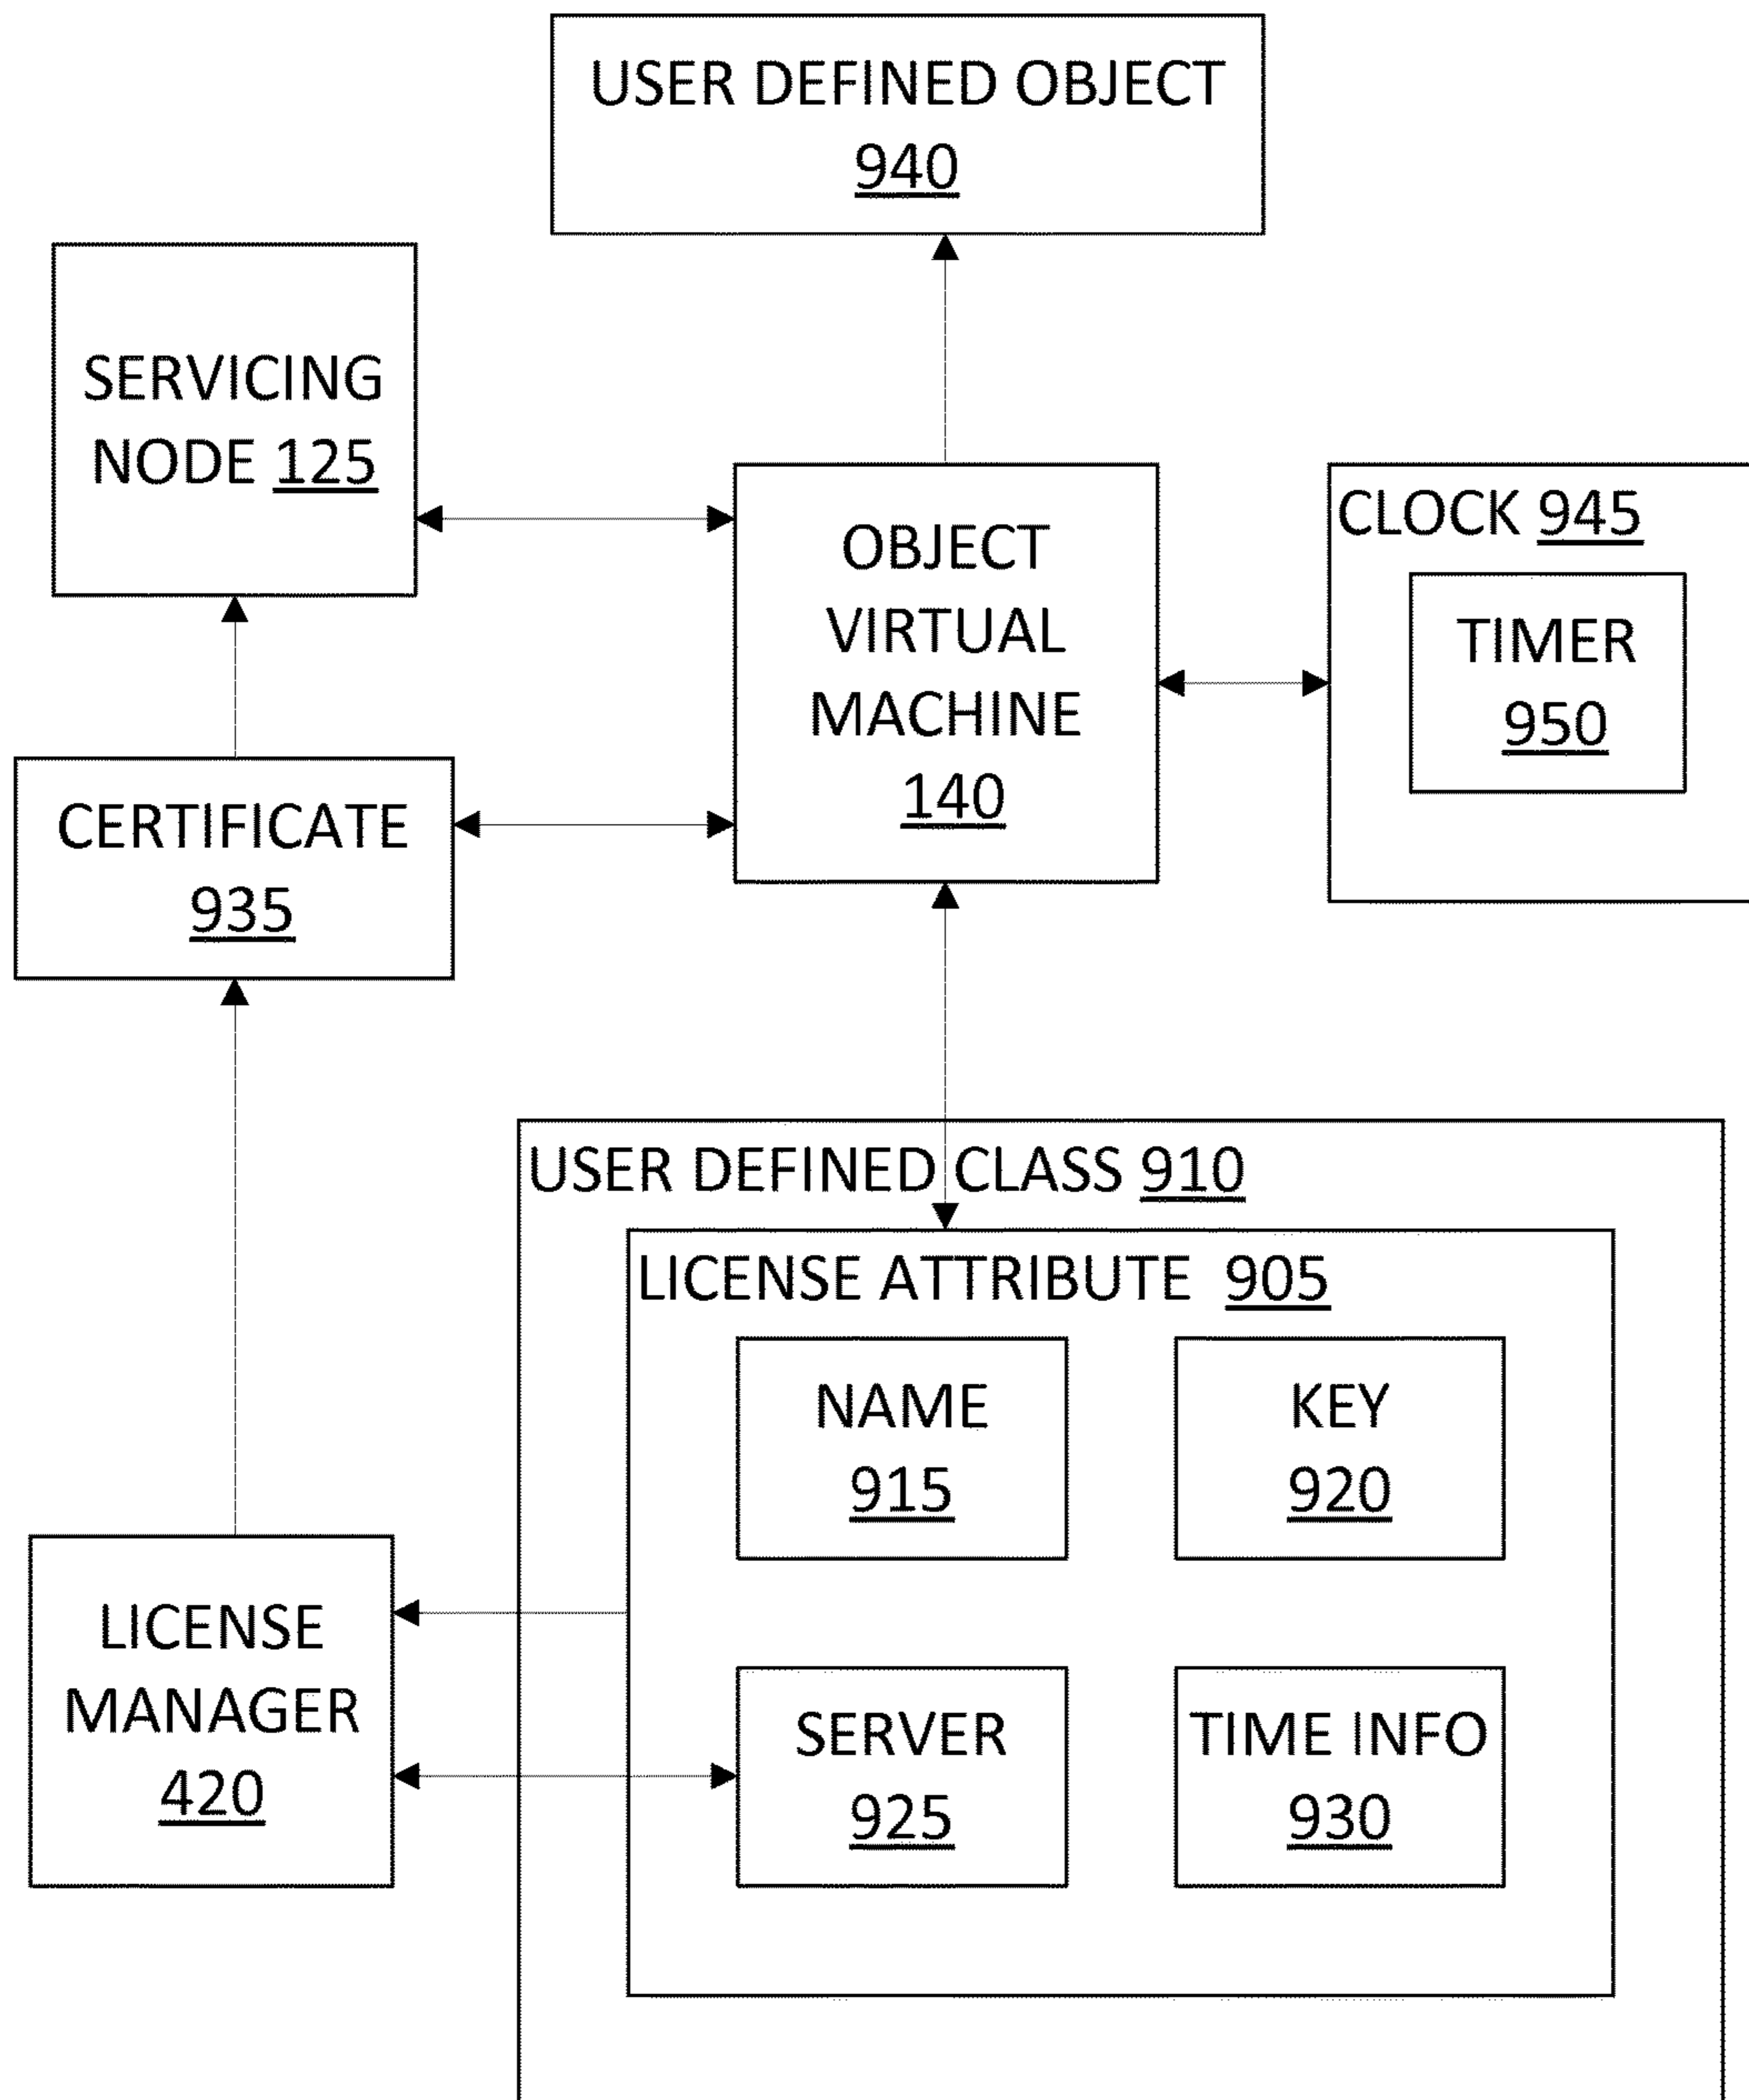 USER DEFINED OBJECT
940
SERVICING
NODE 125
OBJECT
VIRTUAL
MACHINE
140
CLOCK 945
TIMER
950
CERTIFICATE
935
USER DEFINED CLASS 910
LICENSE ATTRIBUTE 905
NAME
915
KEY
920
LICENSE
MANAGER
420
SERVER
925
TIME INFO
930